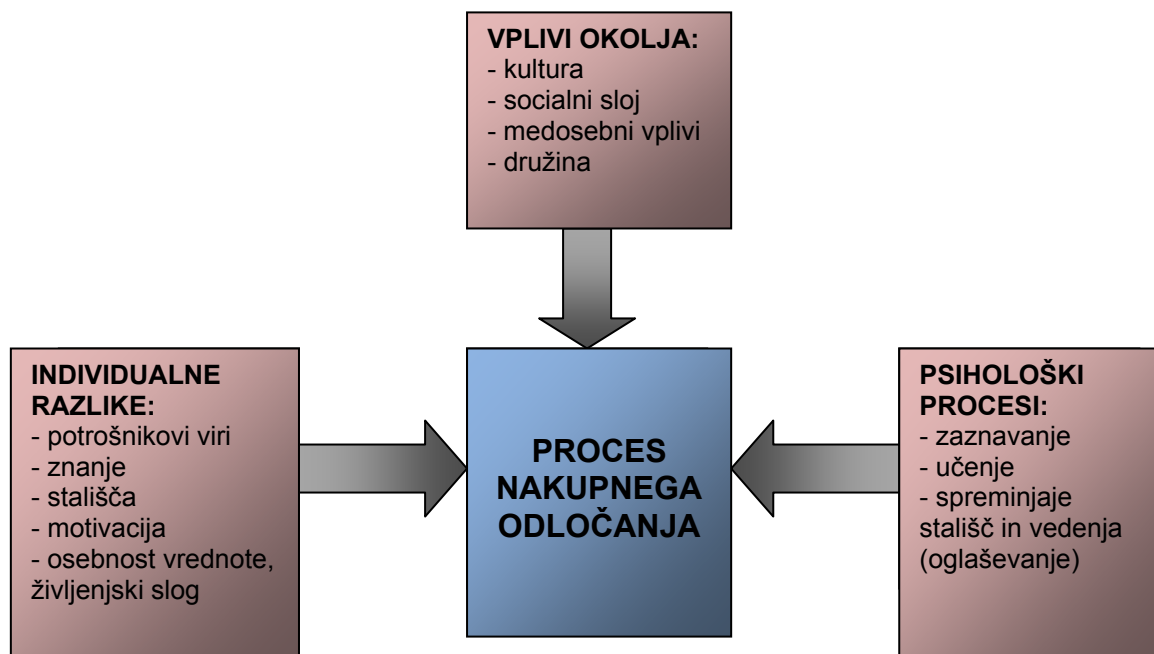 VPLIVI OKOLJA:
- kultura
- socialni sloj
- medosebni vplivi
- družina
INDIVIDUALNE
RAZLIKE:
- potrošnikovi viri
- znanje
- stališča
- motivacija
- osebnost vrednote,
življenjski slog
PROCES
NAKUPNEGA
ODLOČANJA
PSIHOLOŠKI
PROCESI:
- zaznavanje
- učenje
- spreminjaje
stališč in vedenja
(oglaševanje)